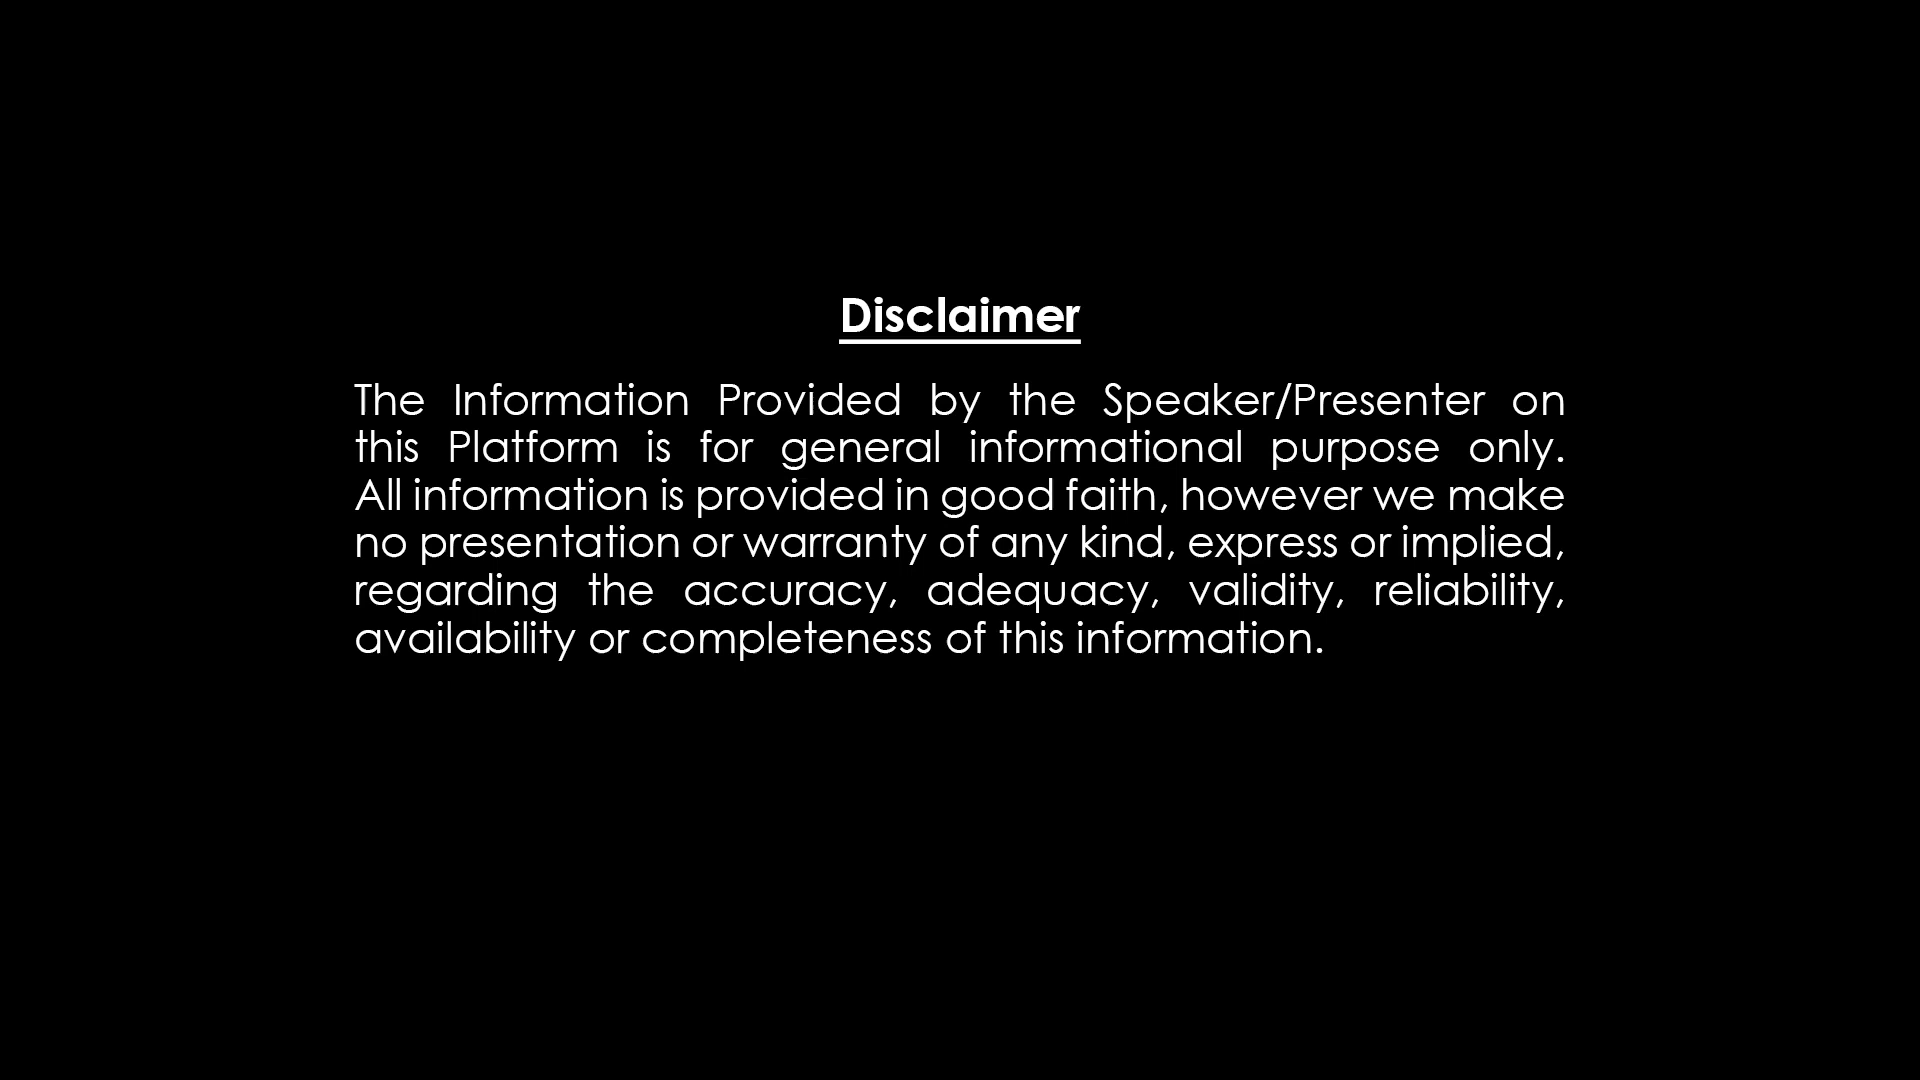 Disclaimer
The Information Provided by the Speaker/Presenter on
this Platform is for general informational purpose only.
All information is provided in good faith, however we make
no presentation or warranty of any kind, express or implied,
regarding the accuracy, adequacy, validity, reliability,
availability or completeness of this information.